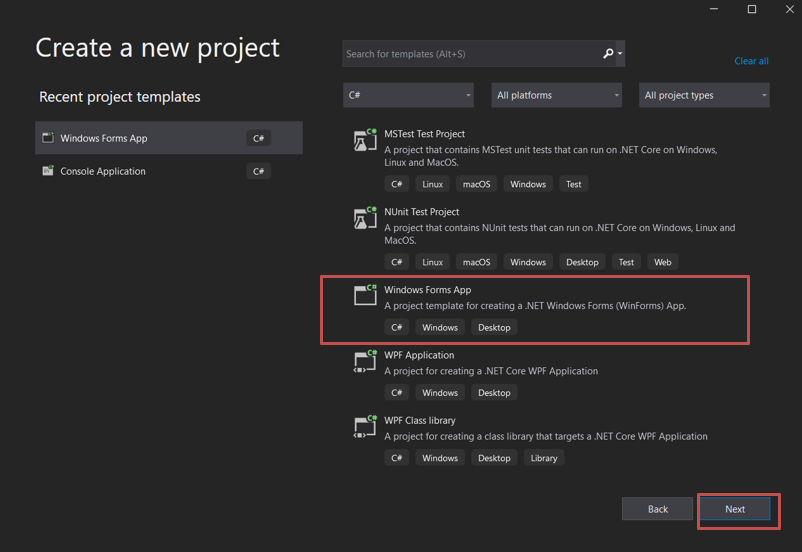 Create a new project
Search for templates (Alt+S)
Clear all
Recent project templates
C#
All platforms
All project types
Windows Forms App
C#
Console Application
C#
MSTest Test Project
A project that contains MSTest unit tests that can run on .NET Core on Windows,
Linux and MacOS.
C# Linux macOS Windows Test
NUnit Test Project
A project that contains NUnit tests that can run on .NET Core on Windows, Linux and
MacOS.
C# Linux macOS Windows Desktop Test Web
Windows Forms App
A project template for creating a .NET Windows Forms (WinForms) App.
C# Windows Desktop
WPF Application
A project for creating a .NET Core WPF Application
C# Windows Desktop
WPF Class library
A project for creating a class library that targets a .NET Core WPF Application
C# Windows Desktop Library
Back
Next